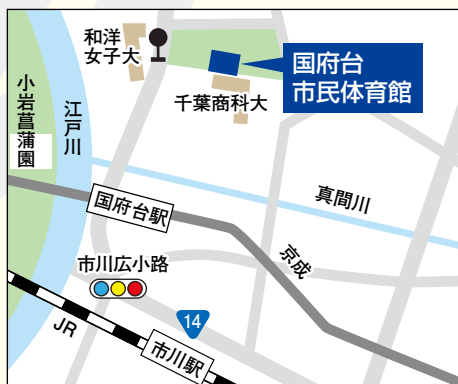 和洋
女子大
国府台
市民体育館
千葉商科大
小岩菖蒲園
江戸川
真間川
国府台駅
京成
市川広小路
14
JR
市川駅